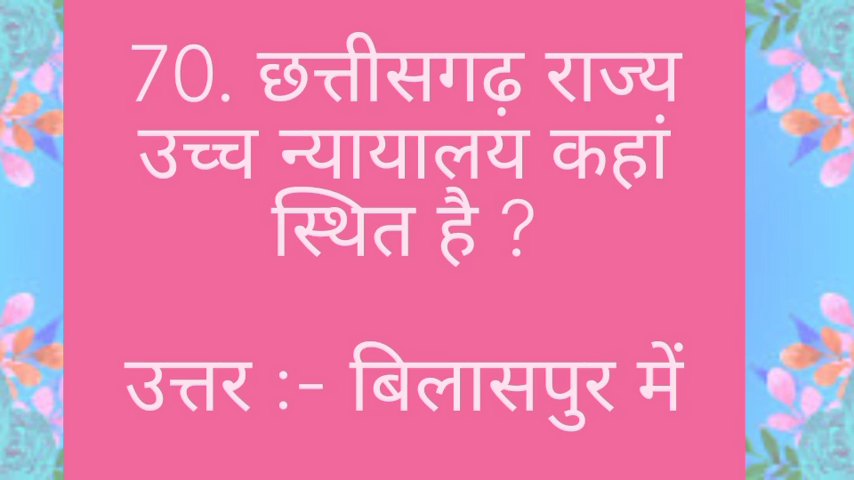 70. छत्तीसगढ़ राज्य
उच्च न्यायालय कहां
स्थित है ?
उत्तर :- बिलासपुर में